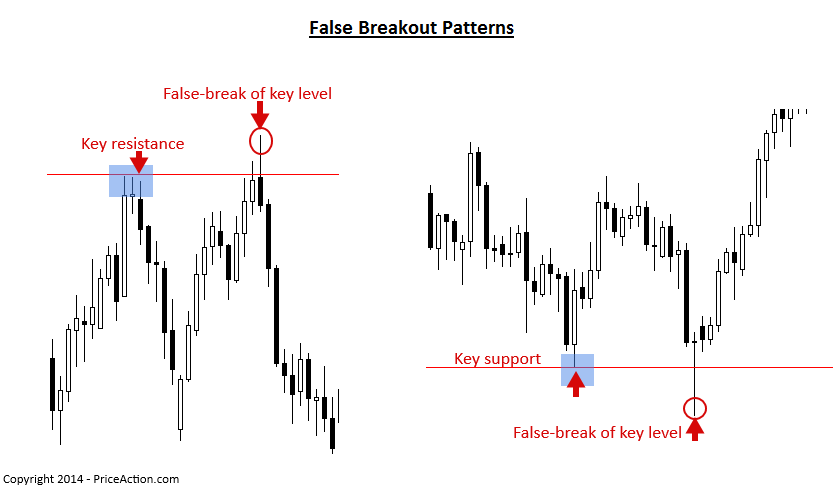 False Breakout Patterns
False-break of key level
Key resistance
Key support
False-break of key level
Copyright 2014 - PriceAction.com